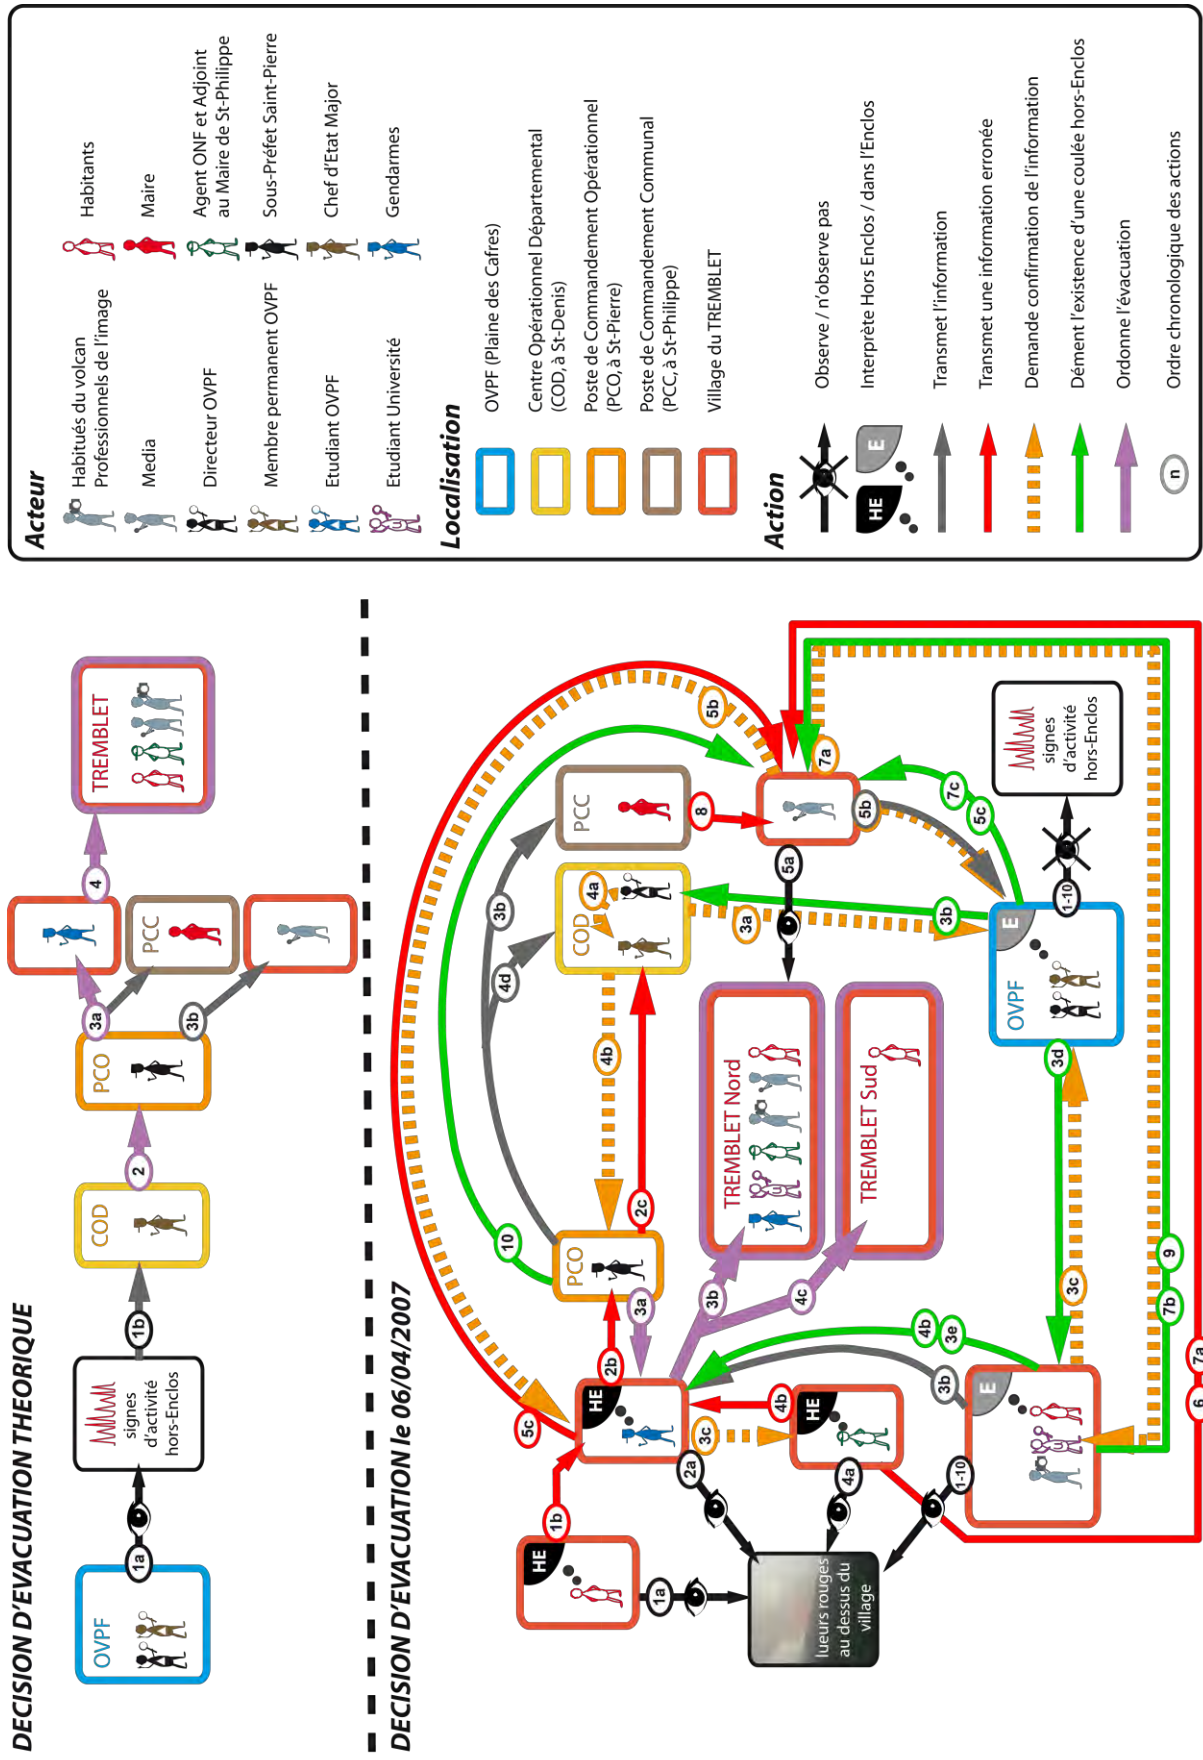 DECISION D'EVACUATION THEORIQUE
OVPF
1a
signes
d'activité
hors-Enclos
1b
COD
2
PCO
3a
3b
PCC
4
TREMBLET
DECISION D'EVACUATION le 06/04/2007
HE
1a
1b
lueurs rouges
au dessus du
village
5c
HE
2a
2b
3c
4b
HE
4a
1-10
E
3b
4b
3e
3a
PCO
10
2c
3b
4c
4b
TREMBLET Nord
TREMBLET Sud
4d
3b
COD
4a
3a
3b
PCC
8
5a
5b
5b
7a
7c
5c
OVPF
E
1-10
signes
d'activité
hors-Enclos
3d
3c
7b
9
6
7a
Acteur
Habitués du volcan
Professionnels de l'image
Media
Directeur OVPF
Membre permanent OVPF
Etudiant OVPF
U
Etudiant Université
Habitants
Maire
Agent ONF et Adjoint
au Maire de St-Philippe
Sous-Préfet Saint-Pierre
Chef d'Etat Major
Gendarmes
Localisation
OVPF (Plaine des Cafres)
Centre Opérationnel Départemental
(COD, à St-Denis)
Poste de Commandement Opérationnel
(PCO, à St-Pierre)
Poste de Commandement Communal
(PCC, à St-Philippe)
Village du TREMBLET
Action
Observe / n'observe pas
HE
E
Interprète Hors Enclos / dans l'Enclos
Transmet l'information
Transmet une information erronée
Demande confirmation de l'information
Dément l'existence d'une coulée hors-Enclos
Ordonne l'évacuation
n
Ordre chronologique des actions